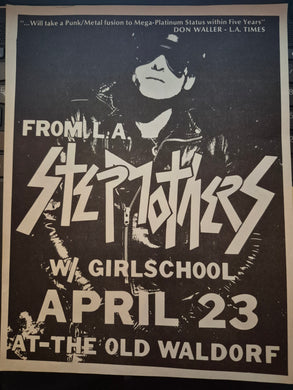 "...Will take a Punk/Metal fusion to Mega-Platinum Status within Five Years"
DON WALLER - L.A. TIMES
FROM L.A.
STEPMOTHERS
W/ GIRLSCHOOL
APRIL 23
AT-THE OLD WALDORF